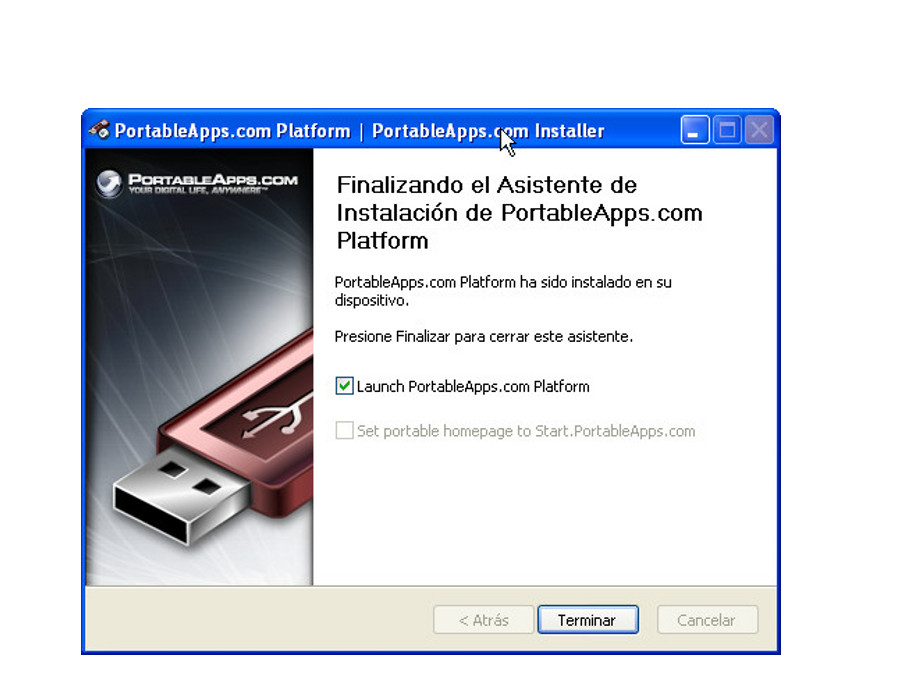 PortableApps.com Platform | PortableApps.com Installer
PORTABLEAPPS.COM
YOUR DIGITAL LIFE, ANYWHERE™
Finalizando el Asistente de
Instalación de PortableApps.com
Platform
PortableApps.com Platform ha sido instalado en su
dispositivo.
Presione Finalizar para cerrar este asistente.
Launch PortableApps.com Platform
Set portable homepage to Start.PortableApps.com
< Atrás
Terminar
Cancelar